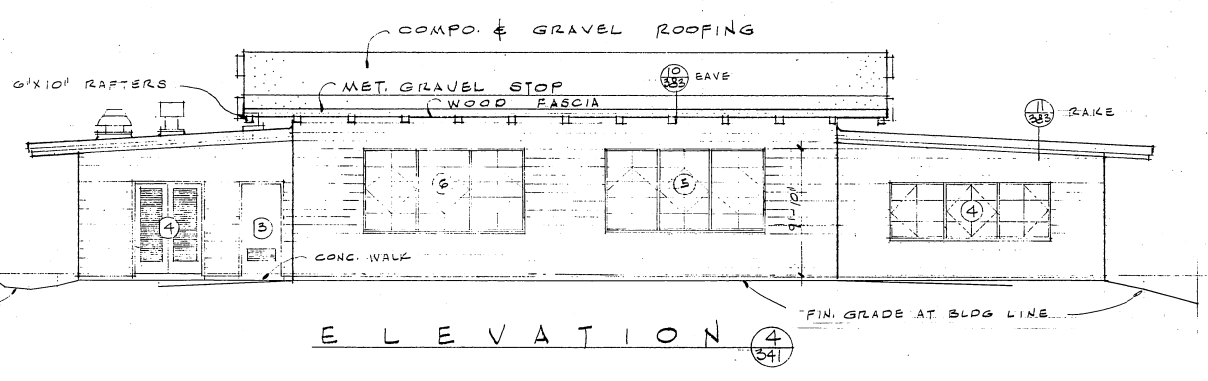 COMPO. & GRAVEL ROOFING
6"X10" RAFTERS
MET. GRAVEL STOP
WOOD FASCIA
10
383
EAVE
11
383
RAKE
6
5
4
4
3
9'-10"
CONC. WALK
FIN. GRADE AT BLDG LINE
ELEVATION
4
341